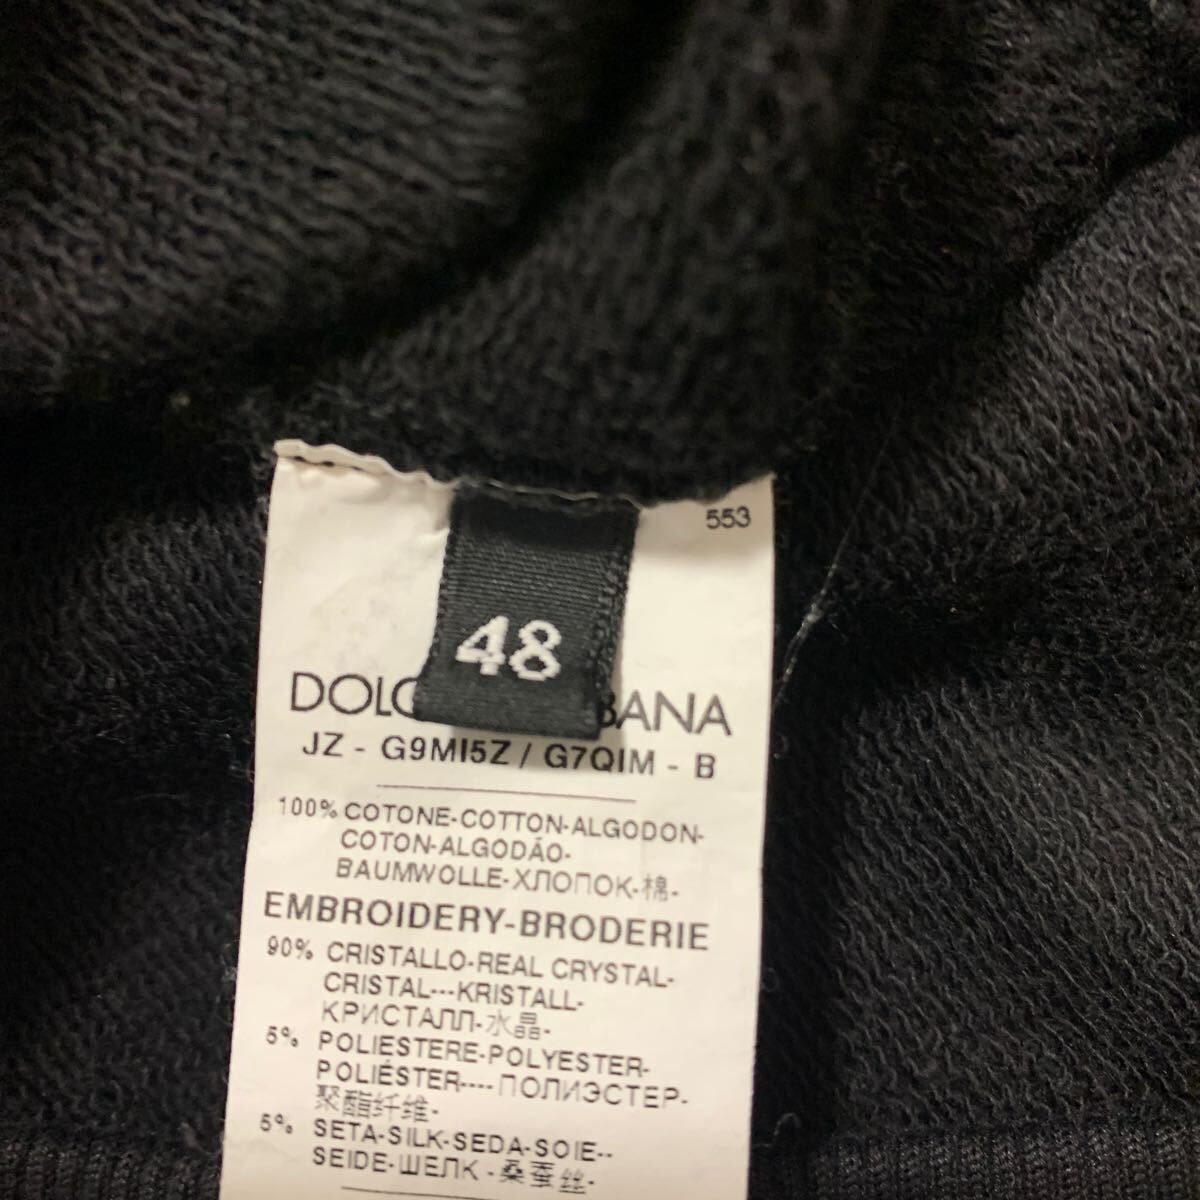 553
48
DOLC BANA
JZ - G9MI5Z / G7QIM - B
100% COTONE-COTTON-ALGODON-
COTON-ALGODÃO-
BAUMWOLLE-ХЛОПОК-棉-
EMBROIDERY-BRODERIE
90% CRISTALLO-REAL CRYSTAL-
CRISTAL---KRISTALL-
КРИСТАЛЛ-水晶-
5% POLIESTERE-POLYESTER-
POLIÉSTER----ПОЛИЭСТЕР-
聚酯纤维-
5% SETA-SILK-SEDA-SOIE--
SEIDE-ШЕЛК-桑蚕丝-